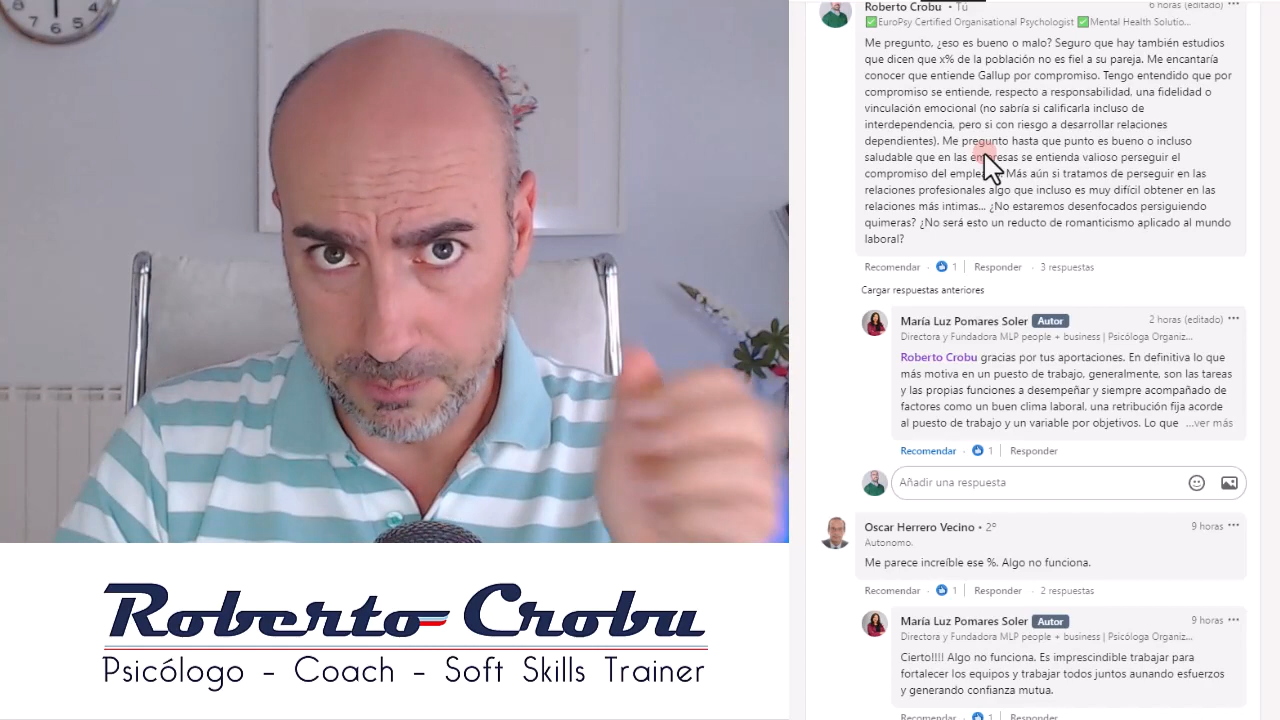 8 7 6 5 4
Roberto Crobu
Psicólogo - Coach - Soft Skills Trainer
Roberto Crobu • Tú
6 horas (editado) ···
✅EuroPsy Certified Organisational Psychologist ✅Mental Health Solutio...
Me pregunto, ¿eso es bueno o malo? Seguro que hay también estudios
que dicen que x% de la población no es fiel a su pareja. Me encantaría
conocer que entiende Gallup por compromiso. Tengo entendido que por
compromiso se entiende, respecto a responsabilidad, una fidelidad o
vinculación emocional (no sabría si calificarla incluso de
interdependencia, pero si con riesgo a desarrollar relaciones
dependientes). Me pregunto hasta que punto es bueno o incluso
saludable que en las empresas se entienda valioso perseguir el
compromiso del emple Más aún si tratamos de perseguir en las
relaciones profesionales algo que incluso es muy difícil obtener en las
relaciones más intimas... ¿No estaremos desenfocados persiguiendo
quimeras? ¿No será esto un reducto de romanticismo aplicado al mundo
laboral?
Recomendar · 1 | Responder · 3 respuestas
Cargar respuestas anteriores
María Luz Pomares Soler Autor
2 horas (editado) ···
Directora y Fundadora MLP people + business | Psicóloga Organiz...
Roberto Crobu gracias por tus aportaciones. En definitiva lo que
más motiva en un puesto de trabajo, generalmente, son las tareas
y las propias funciones a desempeñar y siempre acompañado de
factores como un buen clima laboral, una retribución fija acorde
al puesto de trabajo y un variable por objetivos. Lo que ...ver más
Recomendar · 1 | Responder
Añadir una respuesta
Oscar Herrero Vecino • 2º
9 horas ···
Autonomo.
Me parece increíble ese %. Algo no funciona.
Recomendar · 1 | Responder · 2 respuestas
María Luz Pomares Soler Autor
9 horas ···
Directora y Fundadora MLP people + business | Psicóloga Organiz...
Cierto!!!! Algo no funciona. Es imprescindible trabajar para
fortalecer los equipos y trabajar todos juntos aunando esfuerzos
y generando confianza mutua.
Recomendar · 1 | Responder